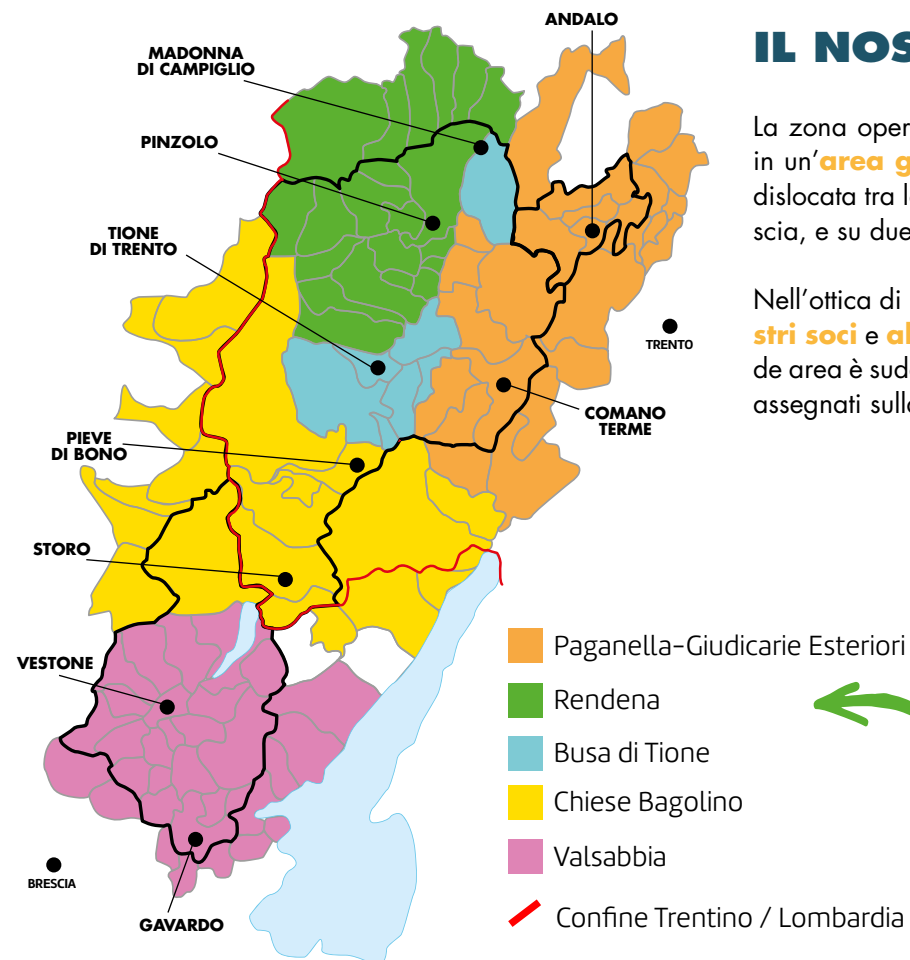 ANDALO
MADONNA
DI CAMPIGLIO
PINZOLO
TIONE
DI TRENTO
TRENTO
COMANO
TERME
PIEVE
DI BONO
STORO
VESTONE
BRESCIA
GAVARDO
IL NOS
La zona oper
in un'area g
dislocata tra l
scia, e su due
Nell'ottica di
stri soci e al
de area è sud
assegnati sull
Paganella-Giudicarie Esteriori
Rendena
Busa di Tione
Chiese Bagolino
Valsabbia
Confine Trentino / Lombardia